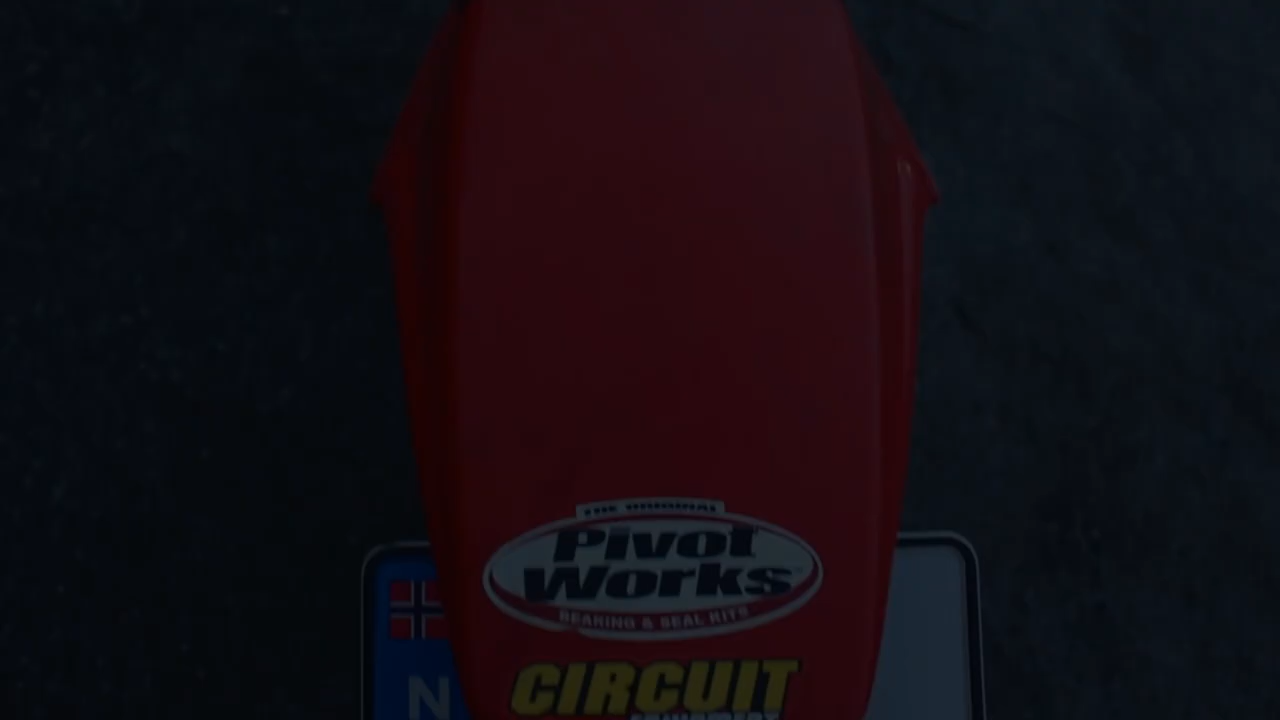 THE ORIGINAL
Pivot
Works
BEARING & SEAL KITS
N
CIRCUIT